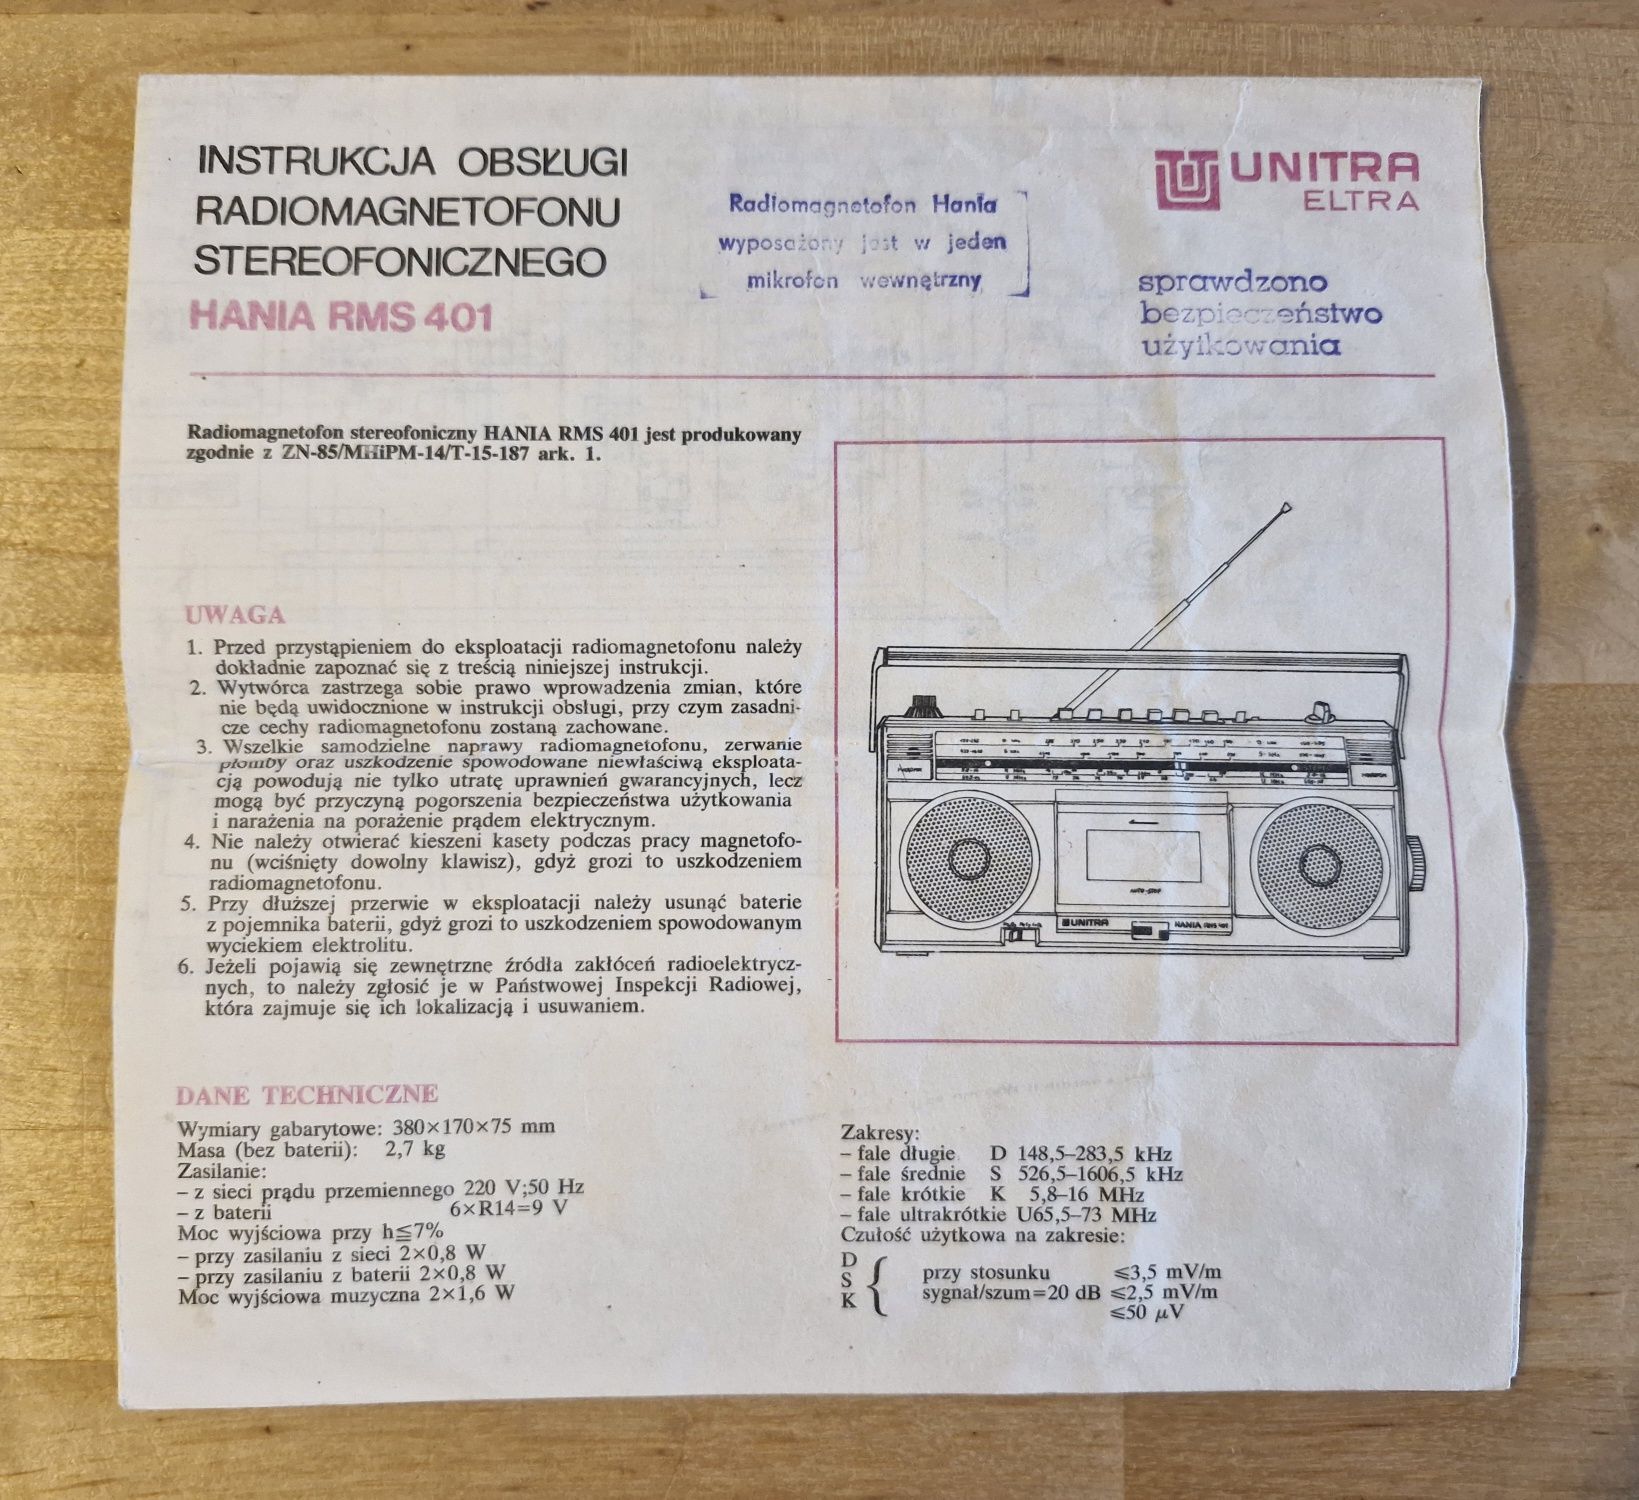 INSTRUKCJA OBSŁUGI
RADIOMAGNETOFONU
STEREOFONICZNEGO
HANIA RMS 401
Radiomagnetofon Hania
wyposażony jest w jeden
mikrofon wewnętrzny
UNITRA
ELTRA
sprawdzono
bezpieczeństwo
użyikowania
Radiomagnetofon stereofoniczny HANIA RMS 401 jest produkowany
zgodnie z ZN-85/MHiPM-14/T-15-187 ark. 1.
UWAGA
1. Przed przystąpieniem do eksploatacji radiomagnetofonu należy
dokładnie zapoznać się z treścią niniejszej instrukcji.
2. Wytwórca zastrzega sobie prawo wprowadzenia zmian, które
nie będą uwidocznione w instrukcji obsługi, przy czym zasadni-
cze cechy radiomagnetofonu zostaną zachowane.
3. Wszelkie samodzielne naprawy radiomagnetofonu, zerwanie
plomby oraz uszkodzenie spowodowane niewłaściwą eksploata-
cją powodują nie tylko utratę uprawnień gwarancyjnych, lecz
mogą być przyczyną pogorszenia bezpieczeństwa użytkowania
i narażenia na porażenie prądem elektrycznym.
4. Nie należy otwierać kieszeni kasety podczas pracy magnetofo-
nu (wciśnięty dowolny klawisz), gdyż grozi to uszkodzeniem
radiomagnetofonu.
5. Przy dłuższej przerwie w eksploatacji należy usunąć baterie
z pojemnika baterii, gdyż grozi to uszkodzeniem spowodowanym
wyciekiem elektrolitu.
6. Jeżeli pojawią się zewnętrzne źródła zakłóceń radioelektrycz-
nych, to należy zgłosić je w Państwowej Inspekcji Radiowej,
która zajmuje się ich lokalizacją i usuwaniem.
AUTO-STOP
UNITRA
HANIA RMS 401
DANE TECHNICZNE
Wymiary gabarytowe: 380×170×75 mm
Masa (bez baterii): 2,7 kg
Zasilanie:
– z sieci prądu przemiennego 220 V;50 Hz
– z baterii 6×R14=9 V
Moc wyjściowa przy h≦7%
– przy zasilaniu z sieci 2×0,8 W
– przy zasilaniu z baterii 2×0,8 W
Moc wyjściowa muzyczna 2×1,6 W
Zakresy:
– fale długie D 148,5–283,5 kHz
– fale średnie S 526,5–1606,5 kHz
– fale krótkie K 5,8–16 MHz
– fale ultrakrótkie U65,5–73 MHz
Czułość użytkowa na zakresie:
D przy stosunku ⩽3,5 mV/m
S sygnał/szum=20 dB ⩽2,5 mV/m
K ⩽50 μV